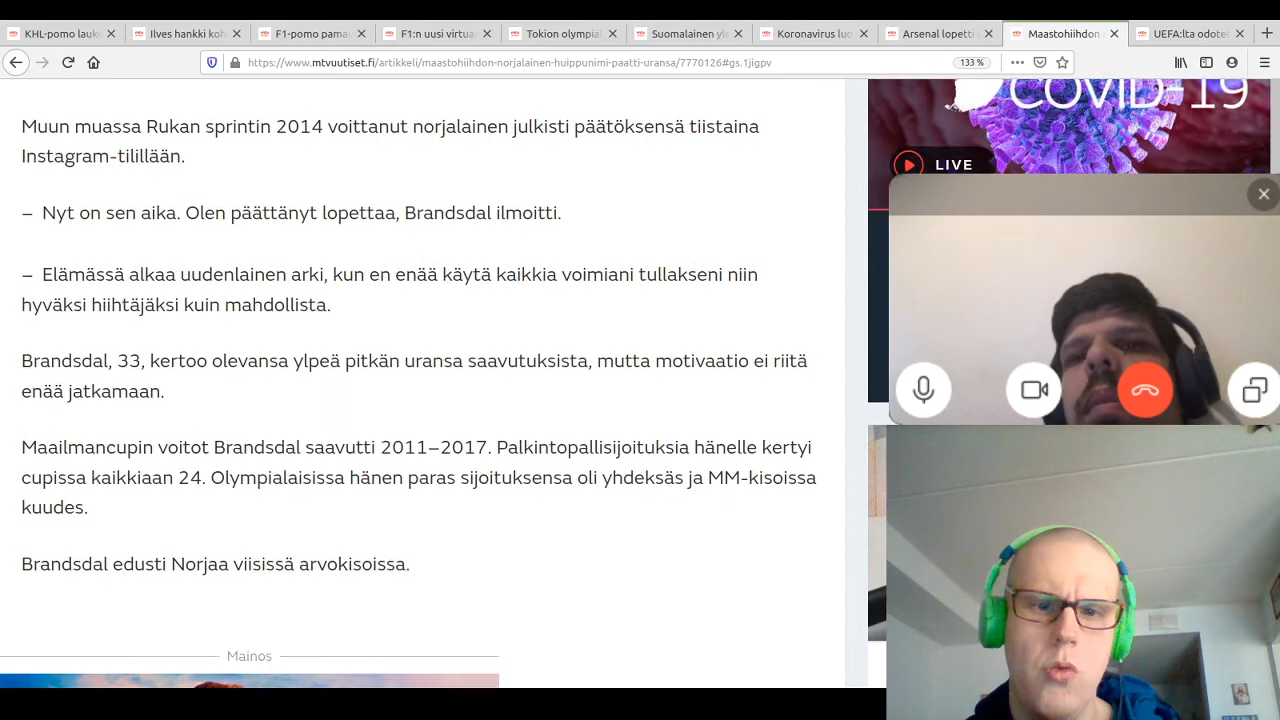 KHL-pomo lauk
Ilves hankki koh
F1-pomo pamau
F1:n uusi virtua
Tokion olympial
Suomalainen yl
Koronavirus luo
Arsenal lopetti
Maastohiihdon
UEFA:lta odotet
https://www.mtvuutiset.fi/artikkeli/maastohiihdon-norjalainen-huippunimi-paatti-uransa/7770126#gs.1jigpv
133 %
COVID-19
LIVE
Muun muassa Rukan sprintin 2014 voittanut norjalainen julkisti päätöksensä tiistaina
Instagram-tilillään.
– Nyt on sen aika. Olen päättänyt lopettaa, Brandsdal ilmoitti.
– Elämässä alkaa uudenlainen arki, kun en enää käytä kaikkia voimiani tullakseni niin
hyväksi hiihtäjäksi kuin mahdollista.
Brandsdal, 33, kertoo olevansa ylpeä pitkän uransa saavutuksista, mutta motivaatio ei riitä
enää jatkamaan.
Maailmancupin voitot Brandsdal saavutti 2011–2017. Palkintopallisijoituksia hänelle kertyi
cupissa kaikkiaan 24. Olympialaisissa hänen paras sijoituksensa oli yhdeksäs ja MM-kisoissa
kuudes.
Brandsdal edusti Norjaa viisissä arvokisoissa.
Mainos